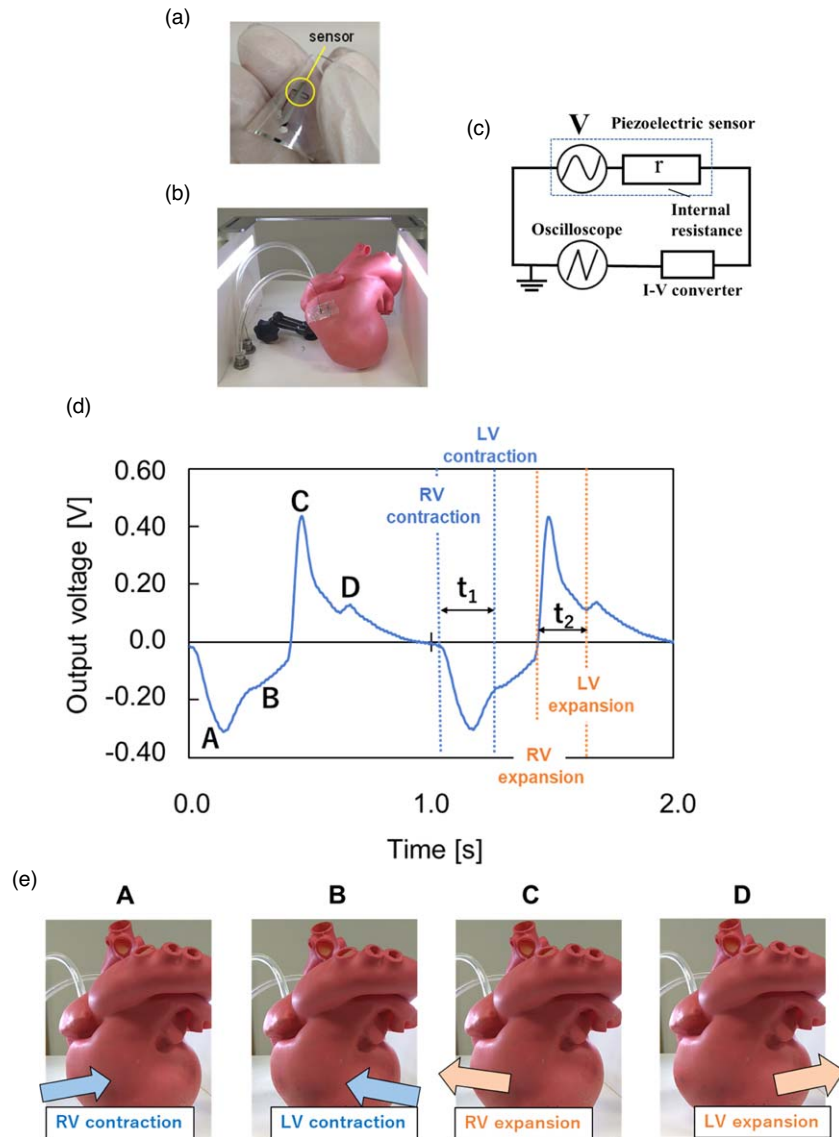 (a)
sensor
(b)
(c)
V
Piezoelectric sensor
r
Internal
resistance
Oscilloscope
I-V converter
(d)
LV
contraction
RV
contraction
0.60
0.40
0.20
0.0
-0.20
-0.40
Output voltage [V]
A
B
C
D
t₁
t₂
LV
expansion
RV
expansion
0.0
1.0
2.0
Time [s]
(e)
A
B
C
D
RV contraction
LV contraction
RV expansion
LV expansion